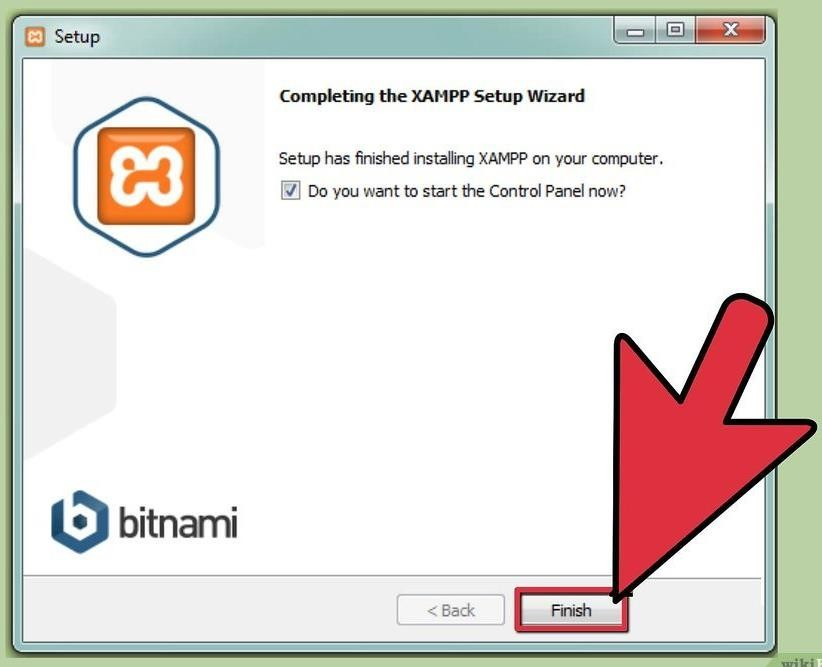 Setup
Completing the XAMPP Setup Wizard
Setup has finished installing XAMPP on your computer.
Do you want to start the Control Panel now?
bitnami
< Back
Finish
wiki